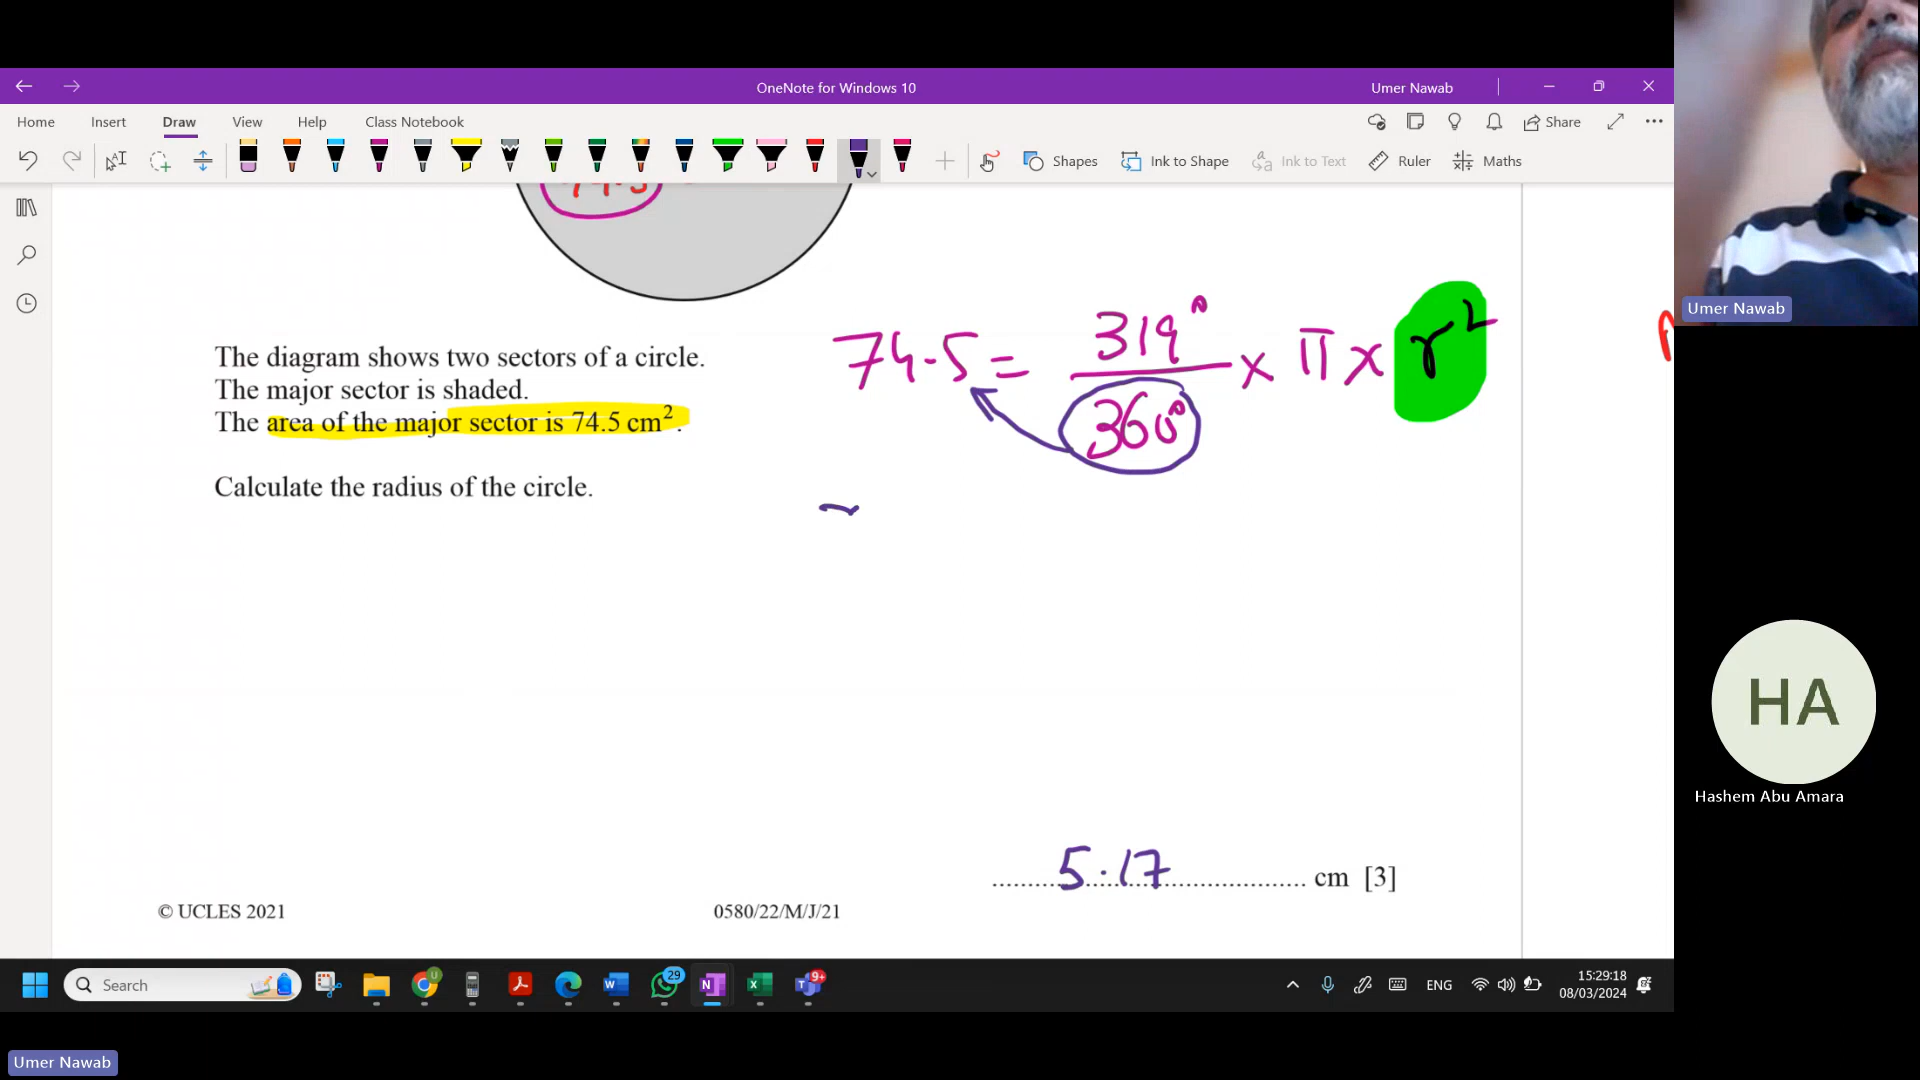 OneNote for Windows 10
Umer Nawab
Home Insert Draw View Help Class Notebook
Share
Shapes Ink to Shape Ink to Text Ruler Maths
74.5
The diagram shows two sectors of a circle.
The major sector is shaded.
The area of the major sector is 74.5 cm².
Calculate the radius of the circle.
74.5 = 319°/360° × π × r²
5.17
.......................................... cm [3]
© UCLES 2021
0580/22/M/J/21
Umer Nawab
HA
Hashem Abu Amara
Search
U
29
9+
ENG
15:29:18
08/03/2024
Umer Nawab